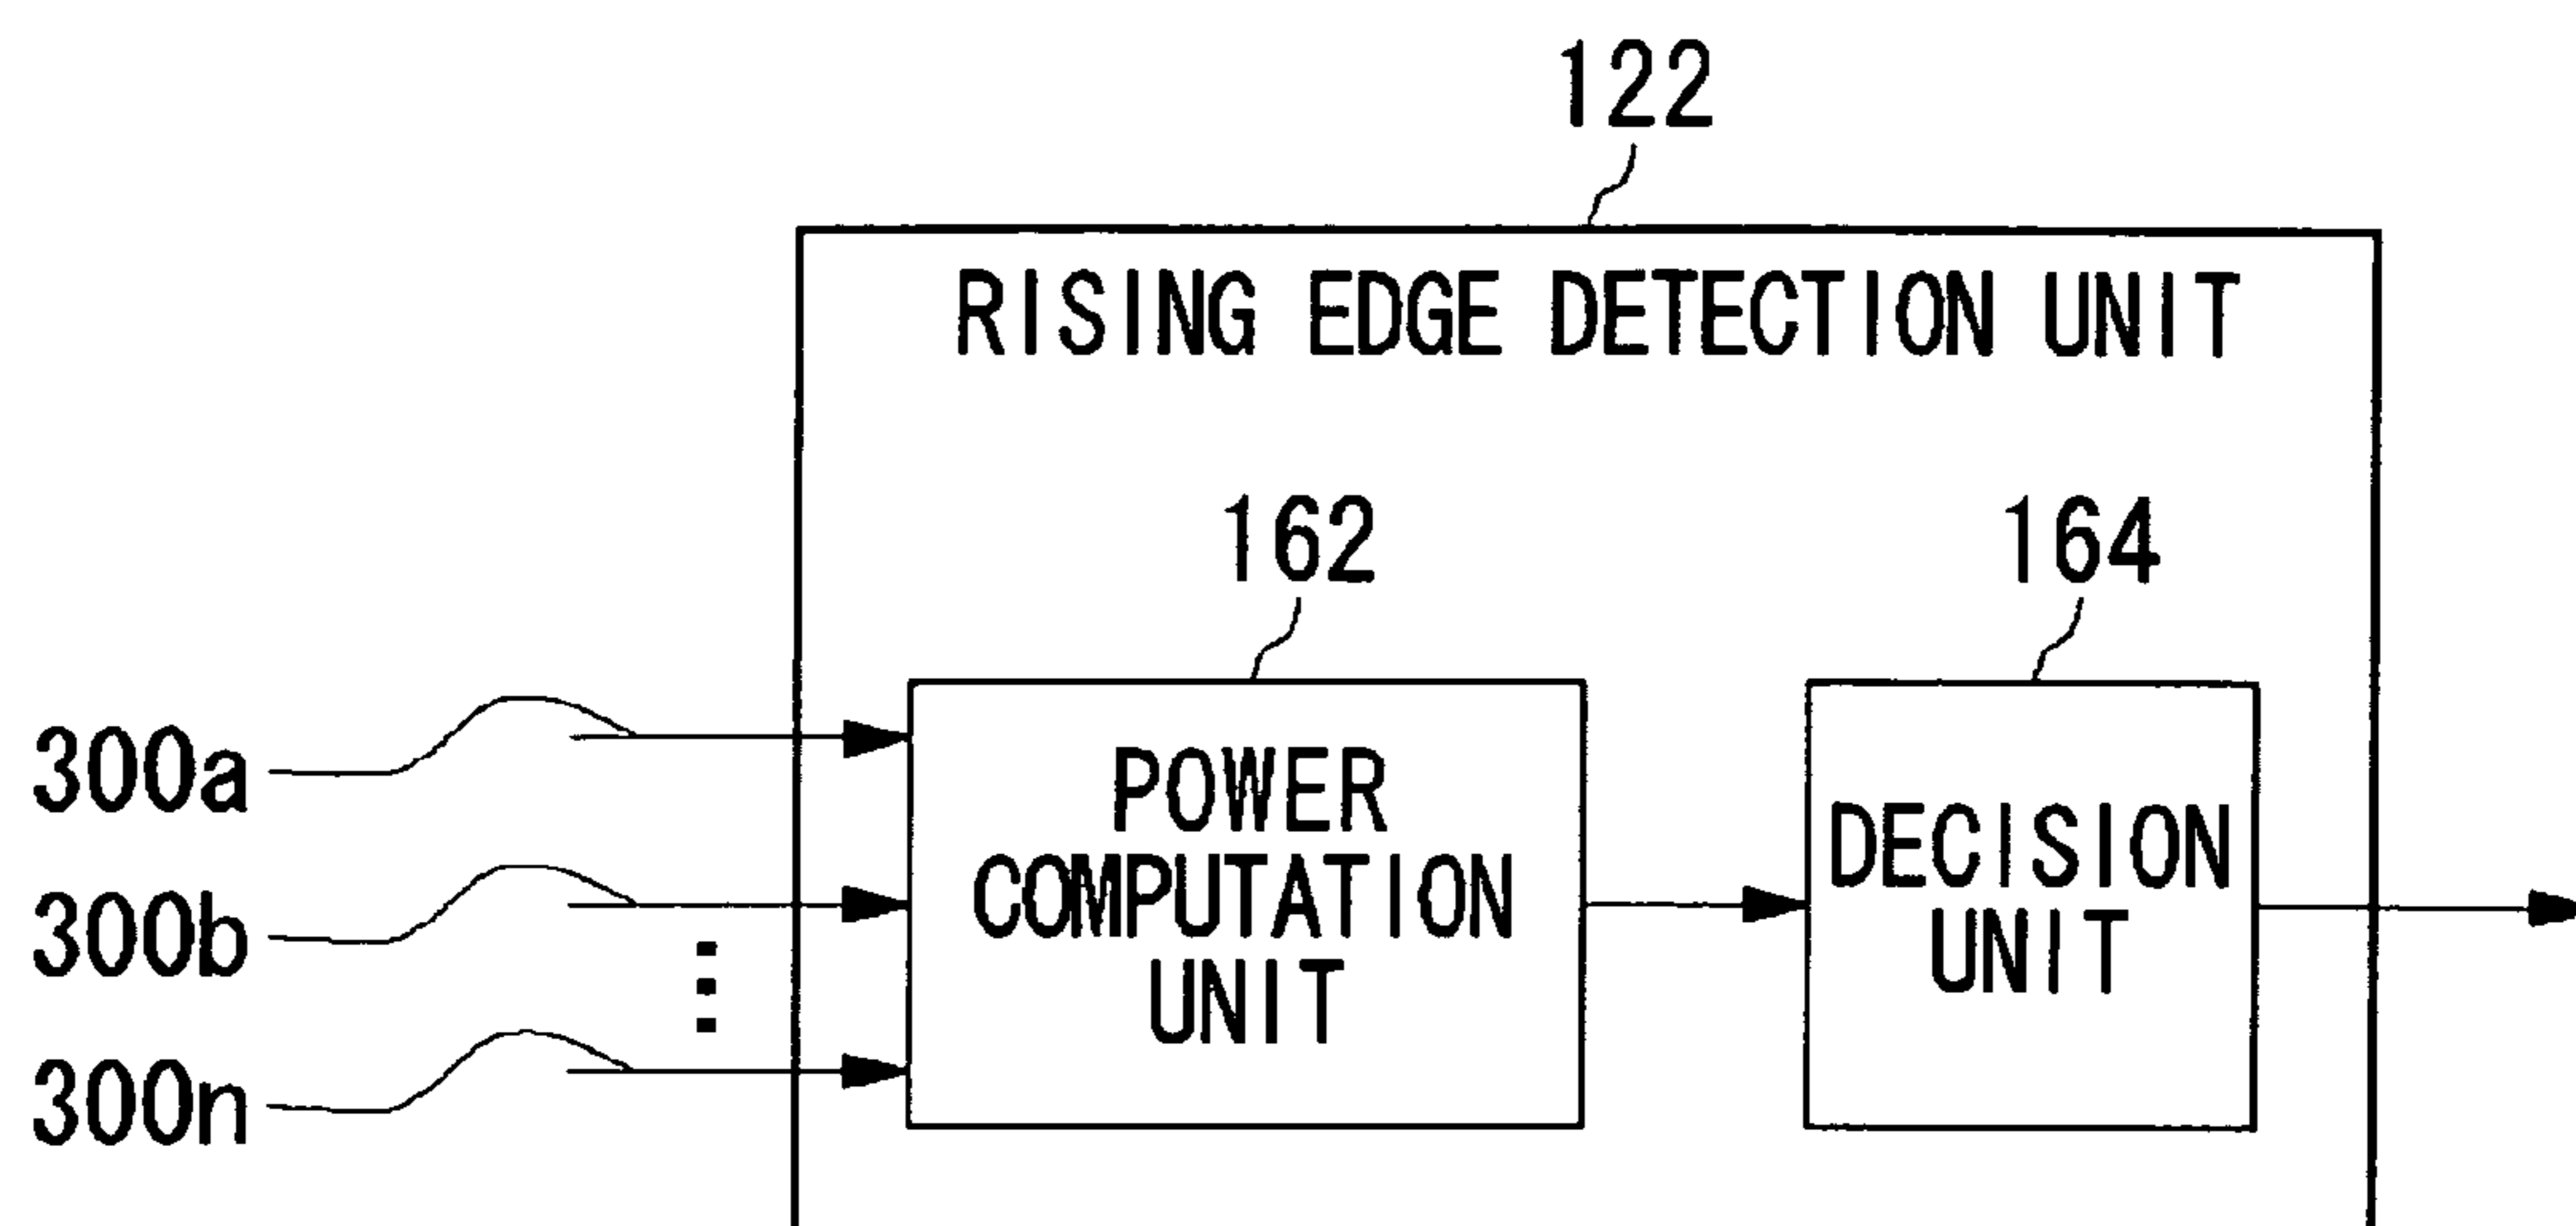 122
RISING EDGE DETECTION UNIT
162
164
300a
300b
300n
POWER
COMPUTATION
UNIT
DECISION
UNIT